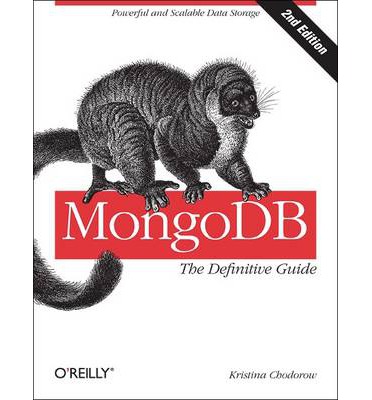 Powerful and Scalable Data Storage
2nd Edition
MongoDB
The Definitive Guide
O'REILLY®
Kristina Chodorow